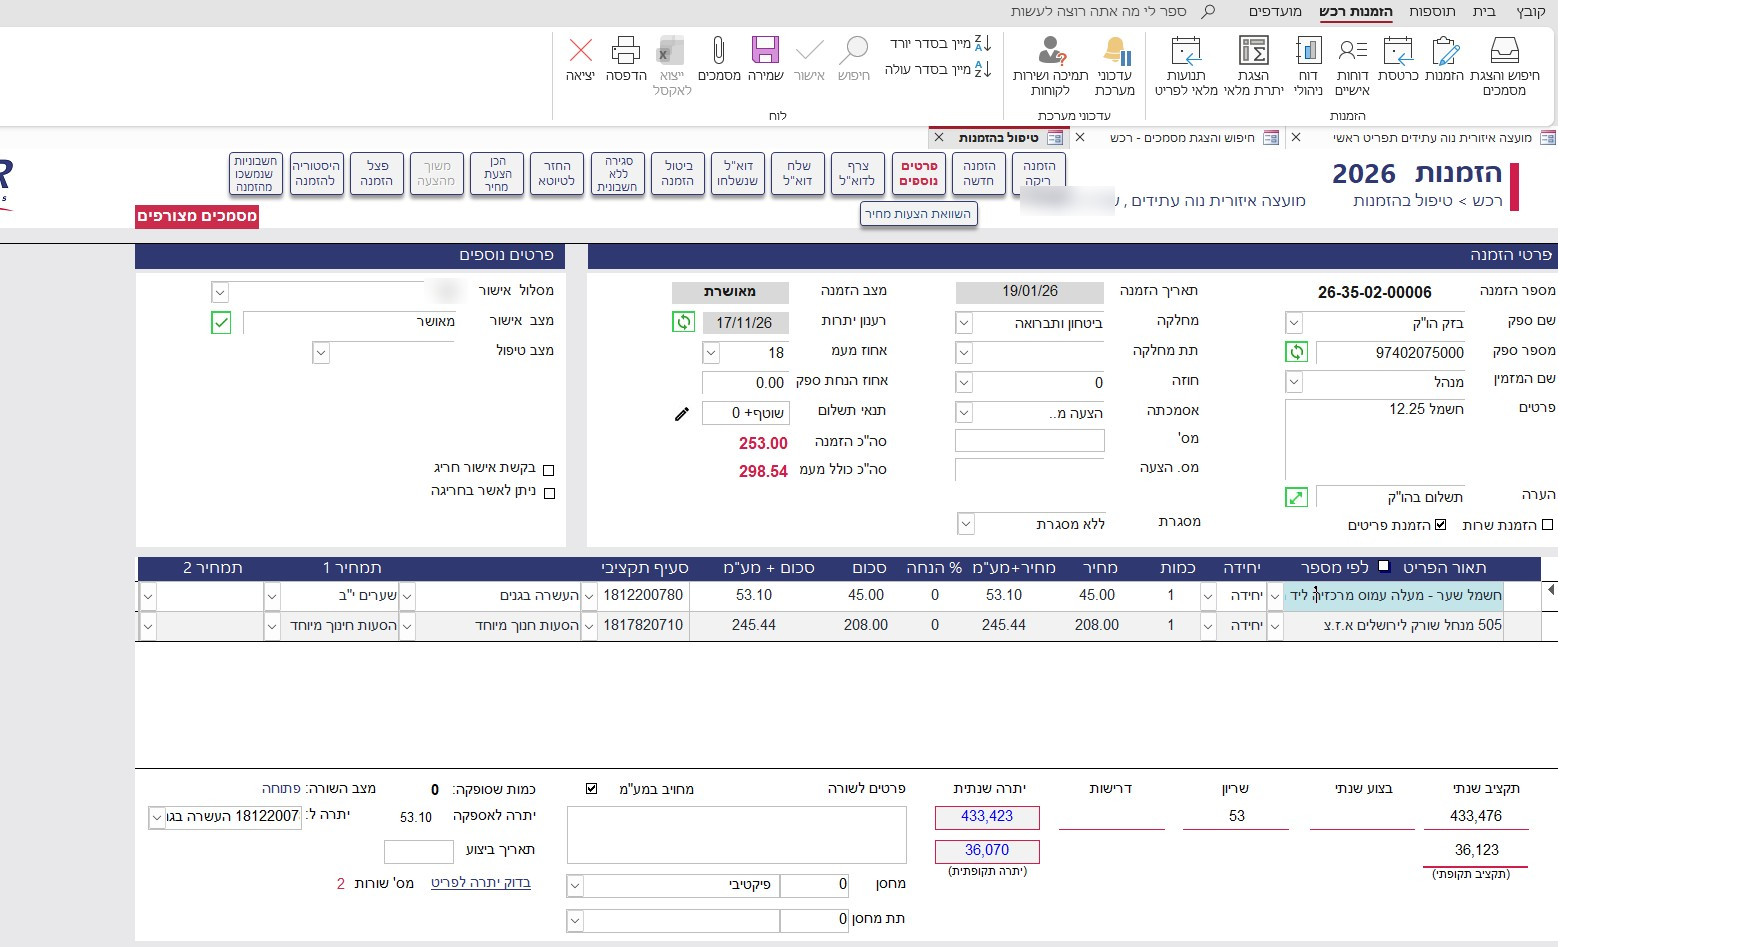 קובץ בית תוספות הזמנות רכש מועדפים ספר לי מה אתה רוצה לעשות
חיפוש והצגת מסמכים
הזמנות
כרטסת
דוחות אישיים
דוח ניהולי
הצגת יתרת מלאי
תנועות מלאי לפריט
הזמנות
עדכוני מערכת
תמיכה ושירות לקוחות
עדכוני מערכת
מיין בסדר יורד
מיין בסדר עולה
חיפוש
אישור
שמירה
מסמכים
ייצוא לאקסל
הדפסה
יציאה
לוח
מועצה איזורית נוה עתידים תפריט ראשי
חיפוש והצגת מסמכים - רכש
טיפול בהזמנות
הזמנות 2026
רכש > טיפול בהזמנות
מועצה איזורית נוה עתידים ,
הזמנה ריקה
הזמנה חדשה
פרטים נוספים
צרף לדוא"ל
שלח דוא"ל
דוא"ל שנשלחו
ביטול הזמנה
סגירה ללא חשבונית
החזר לטיוטא
הכן הצעת מחיר
משוך מהצעה
פצל הזמנה
היסטוריה להזמנה
חשבוניות שנמשכו מהזמנה
השוואת הצעות מחיר
מסמכים מצורפים
R
s
פרטי הזמנה
מספר הזמנה 26-35-02-00006
שם ספק בזק הו"ק
מספר ספק 97402075000
שם המזמין מנהל
פרטים חשמל 12.25
הערה תשלום בהו"ק
הזמנת שרות הזמנת פריטים
תאריך הזמנה 19/01/26
מחלקה ביטחון ותברואה
תת מחלקה
חוזה 0
אסמכתה הצעה מ..
מס'
מס. הצעה
מסגרת ללא מסגרת
מצב הזמנה מאושרת
רענון יתרות 17/11/26
אחוז מעמ 18
אחוז הנחת ספק 0.00
תנאי תשלום שוטף+ 0
סה"כ הזמנה 253.00
סה"כ כולל מעמ 298.54
פרטים נוספים
מסלול אישור
מצב אישור מאושר
מצב טיפול
בקשת אישור חריג
ניתן לאשר בחריגה
תאור הפריט לפי מספר יחידה כמות מחיר מחיר+מע"מ % הנחה סכום סכום + מע"מ סעיף תקציבי תמחיר 1 תמחיר 2
חשמל שער - מעלה עמוס מרכזיה ליד יחידה 1 45.00 53.10 0 45.00 53.10 1812200780 העשרה בגנים שערים י"ב
505 מנחל שורק לירושלים א.ז.צ יחידה 1 208.00 245.44 0 208.00 245.44 1817820710 הסעות חנוך מיוחד הסעות חינוך מיוחד
תקציב שנתי בצוע שנתי שריון דרישות יתרה שנתית
433,476 53 433,423
36,123 36,070
(תקציב תקופתי) (יתרה תקופתית)
פרטים לשורה מחויב במע"מ
מחסן 0 פיקטיבי
תת מחסן 0
כמות שסופקה: 0 מצב השורה: פתוחה
יתרה לאספקה 53.10 יתרה ל: 18122007 העשרה בגנ
תאריך ביצוע
בדוק יתרה לפריט מס' שורות 2